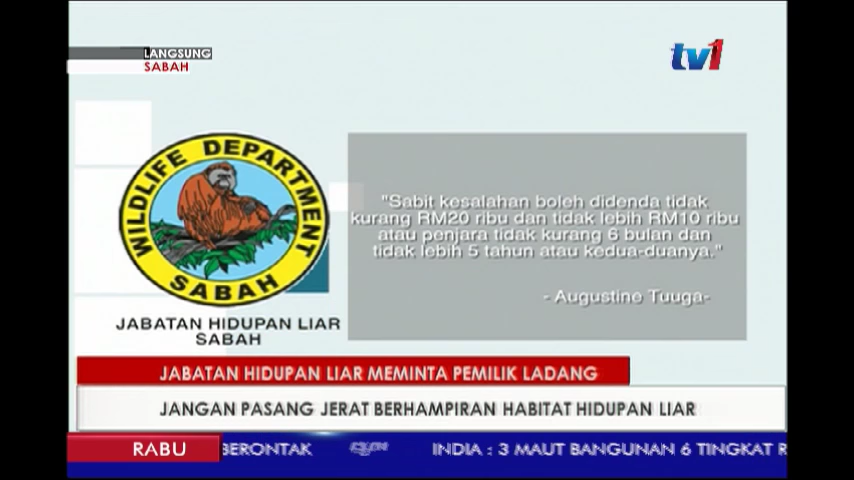 LANGSUNG
SABAH
tv1
WILDLIFE DEPARTMENT
SABAH
JABATAN HIDUPAN LIAR
SABAH
"Sabit kesalahan boleh didenda tidak
kurang RM20 ribu dan tidak lebih RM10 ribu
atau penjara tidak kurang 6 bulan dan
tidak lebih 5 tahun atau kedua-duanya."
- Augustine Tuuga-
JABATAN HIDUPAN LIAR MEMINTA PEMILIK LADANG
JANGAN PASANG JERAT BERHAMPIRAN HABITAT HIDUPAN LIAR
RABU BERONTAK INDIA : 3 MAUT BANGUNAN 6 TINGKAT R